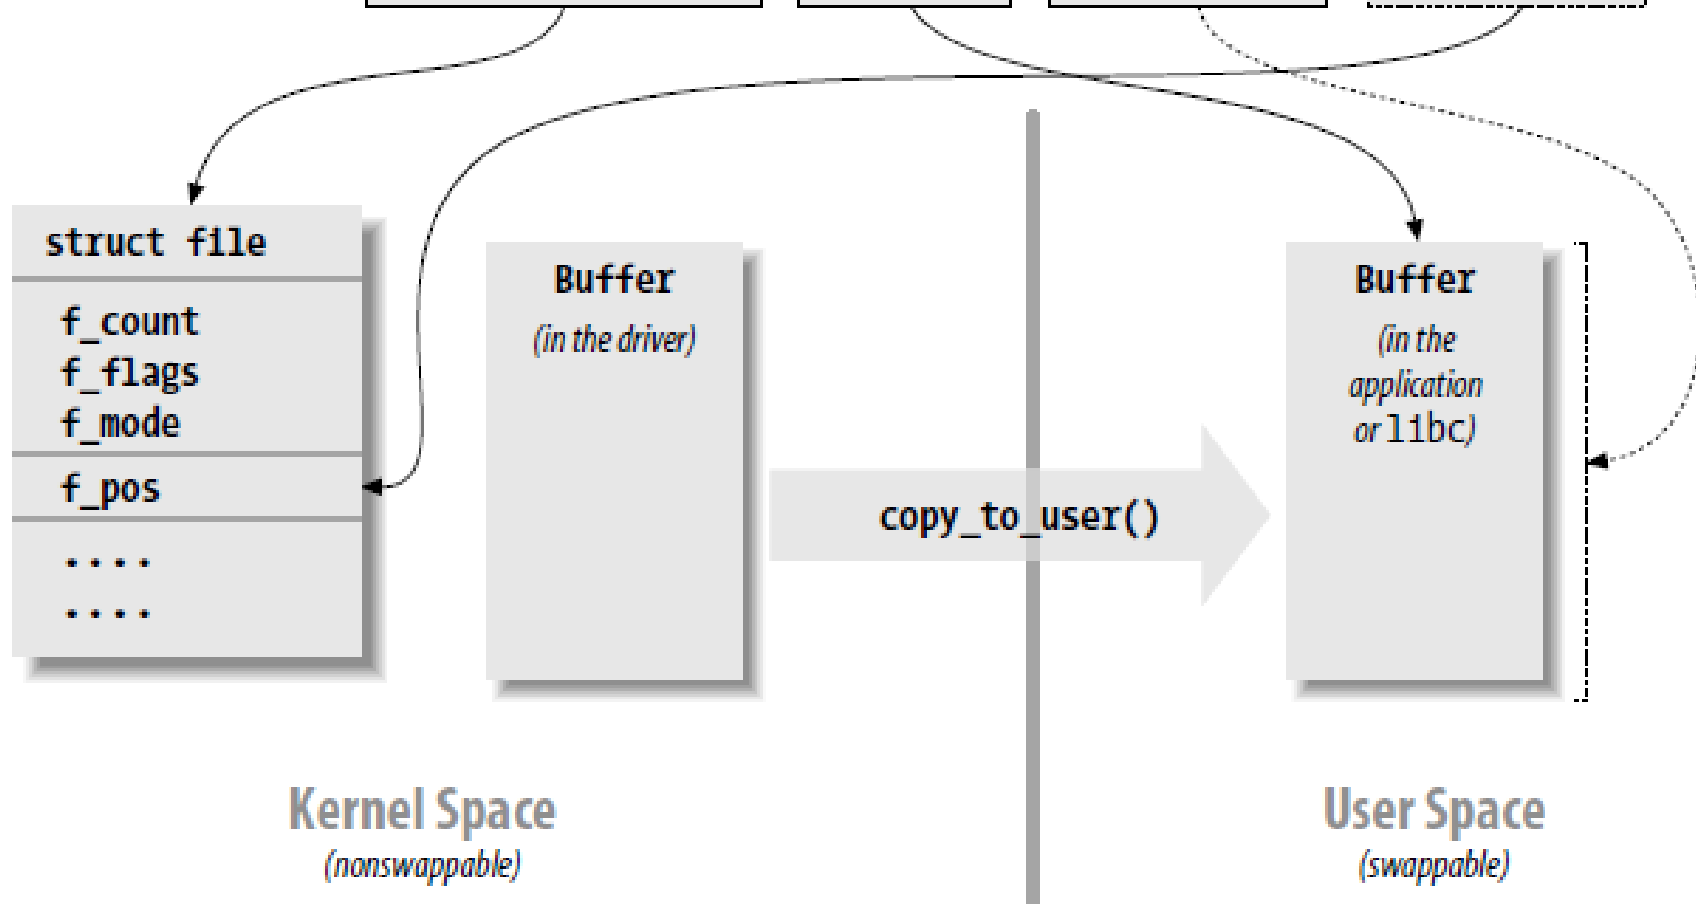 struct file
f_count
f_flags
f_mode
f_pos
....
....
Buffer
(in the driver)
copy_to_user()
Buffer
(in the
application
or libc)
Kernel Space
(nonswappable)
User Space
(swappable)